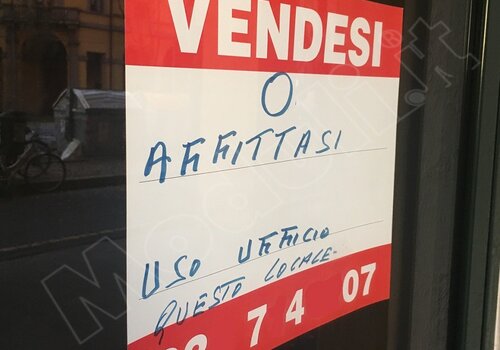 VENDESI
O
AFFITTASI
USO UFFICIO
QUESTO LOCALE-
7 4 07